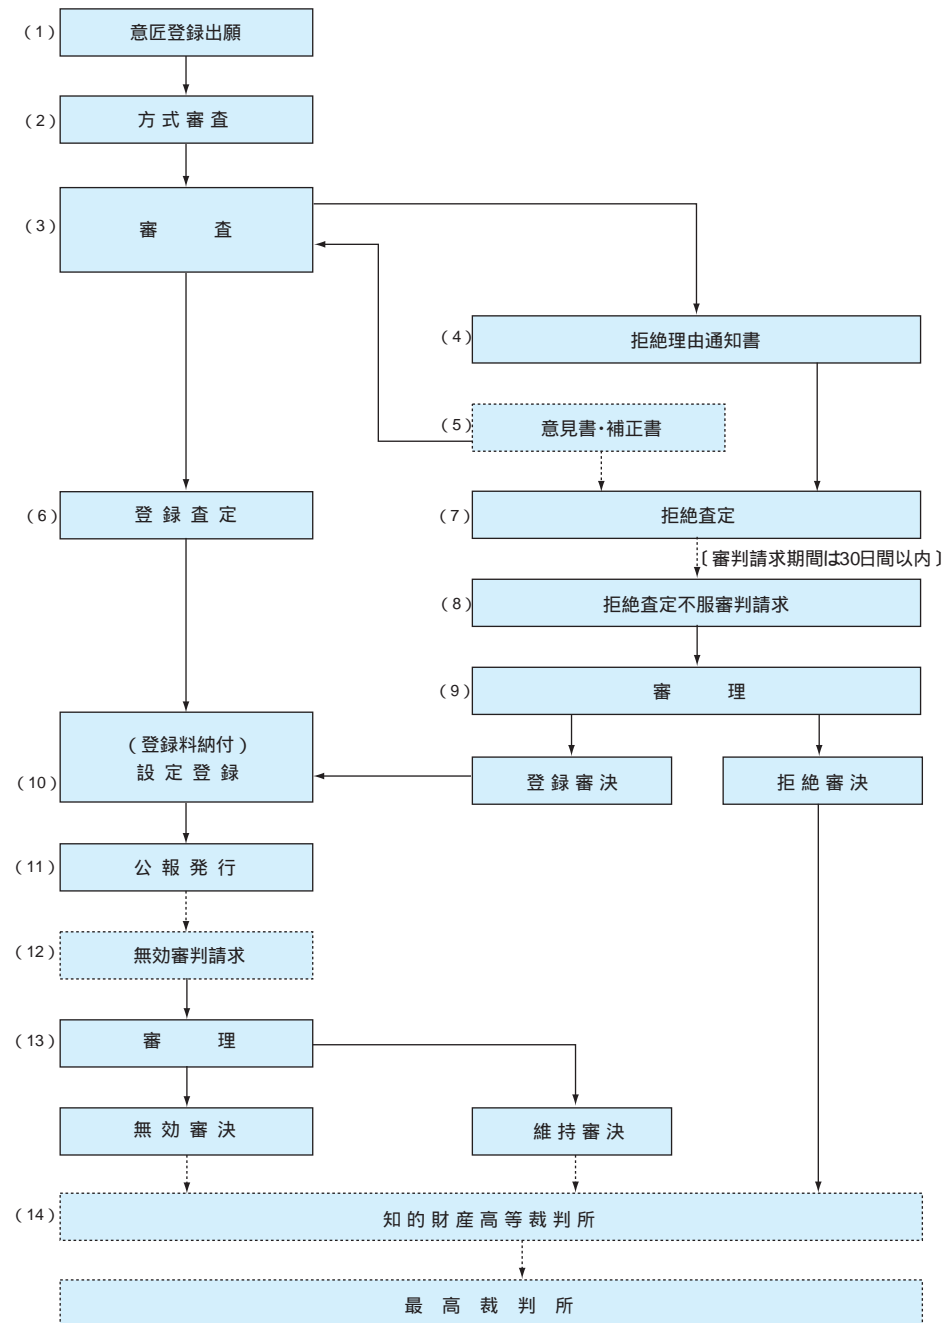 (1) 意匠登録出願
(2) 方式審査
(3) 審 査
(4) 拒絶理由通知書
(5) 意見書・補正書
(6) 登録査定
(7) 拒絶査定
〔審判請求期間は30日間以内〕
(8) 拒絶査定不服審判請求
(9) 審 理
(登録料納付)
(10) 設定登録
登録審決
拒絶審決
(11) 公報発行
(12) 無効審判請求
(13) 審 理
無効審決
維持審決
(14) 知的財産高等裁判所
最高裁判所